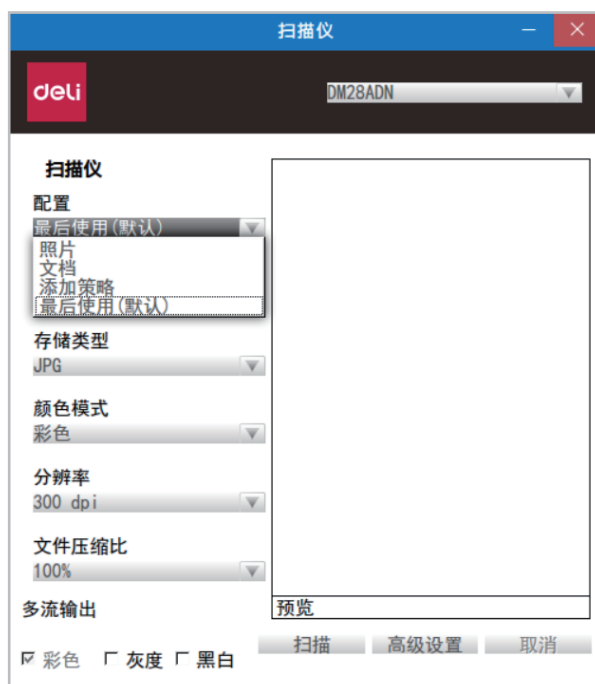 扫描仪
deli
DM28ADN
扫描仪
配置
最后使用(默认)
照片
文档
添加策略
最后使用(默认)
存储类型
JPG
颜色模式
彩色
分辨率
300 dpi
文件压缩比
100%
多流输出
彩色 灰度 黑白
预览
扫描 高级设置 取消